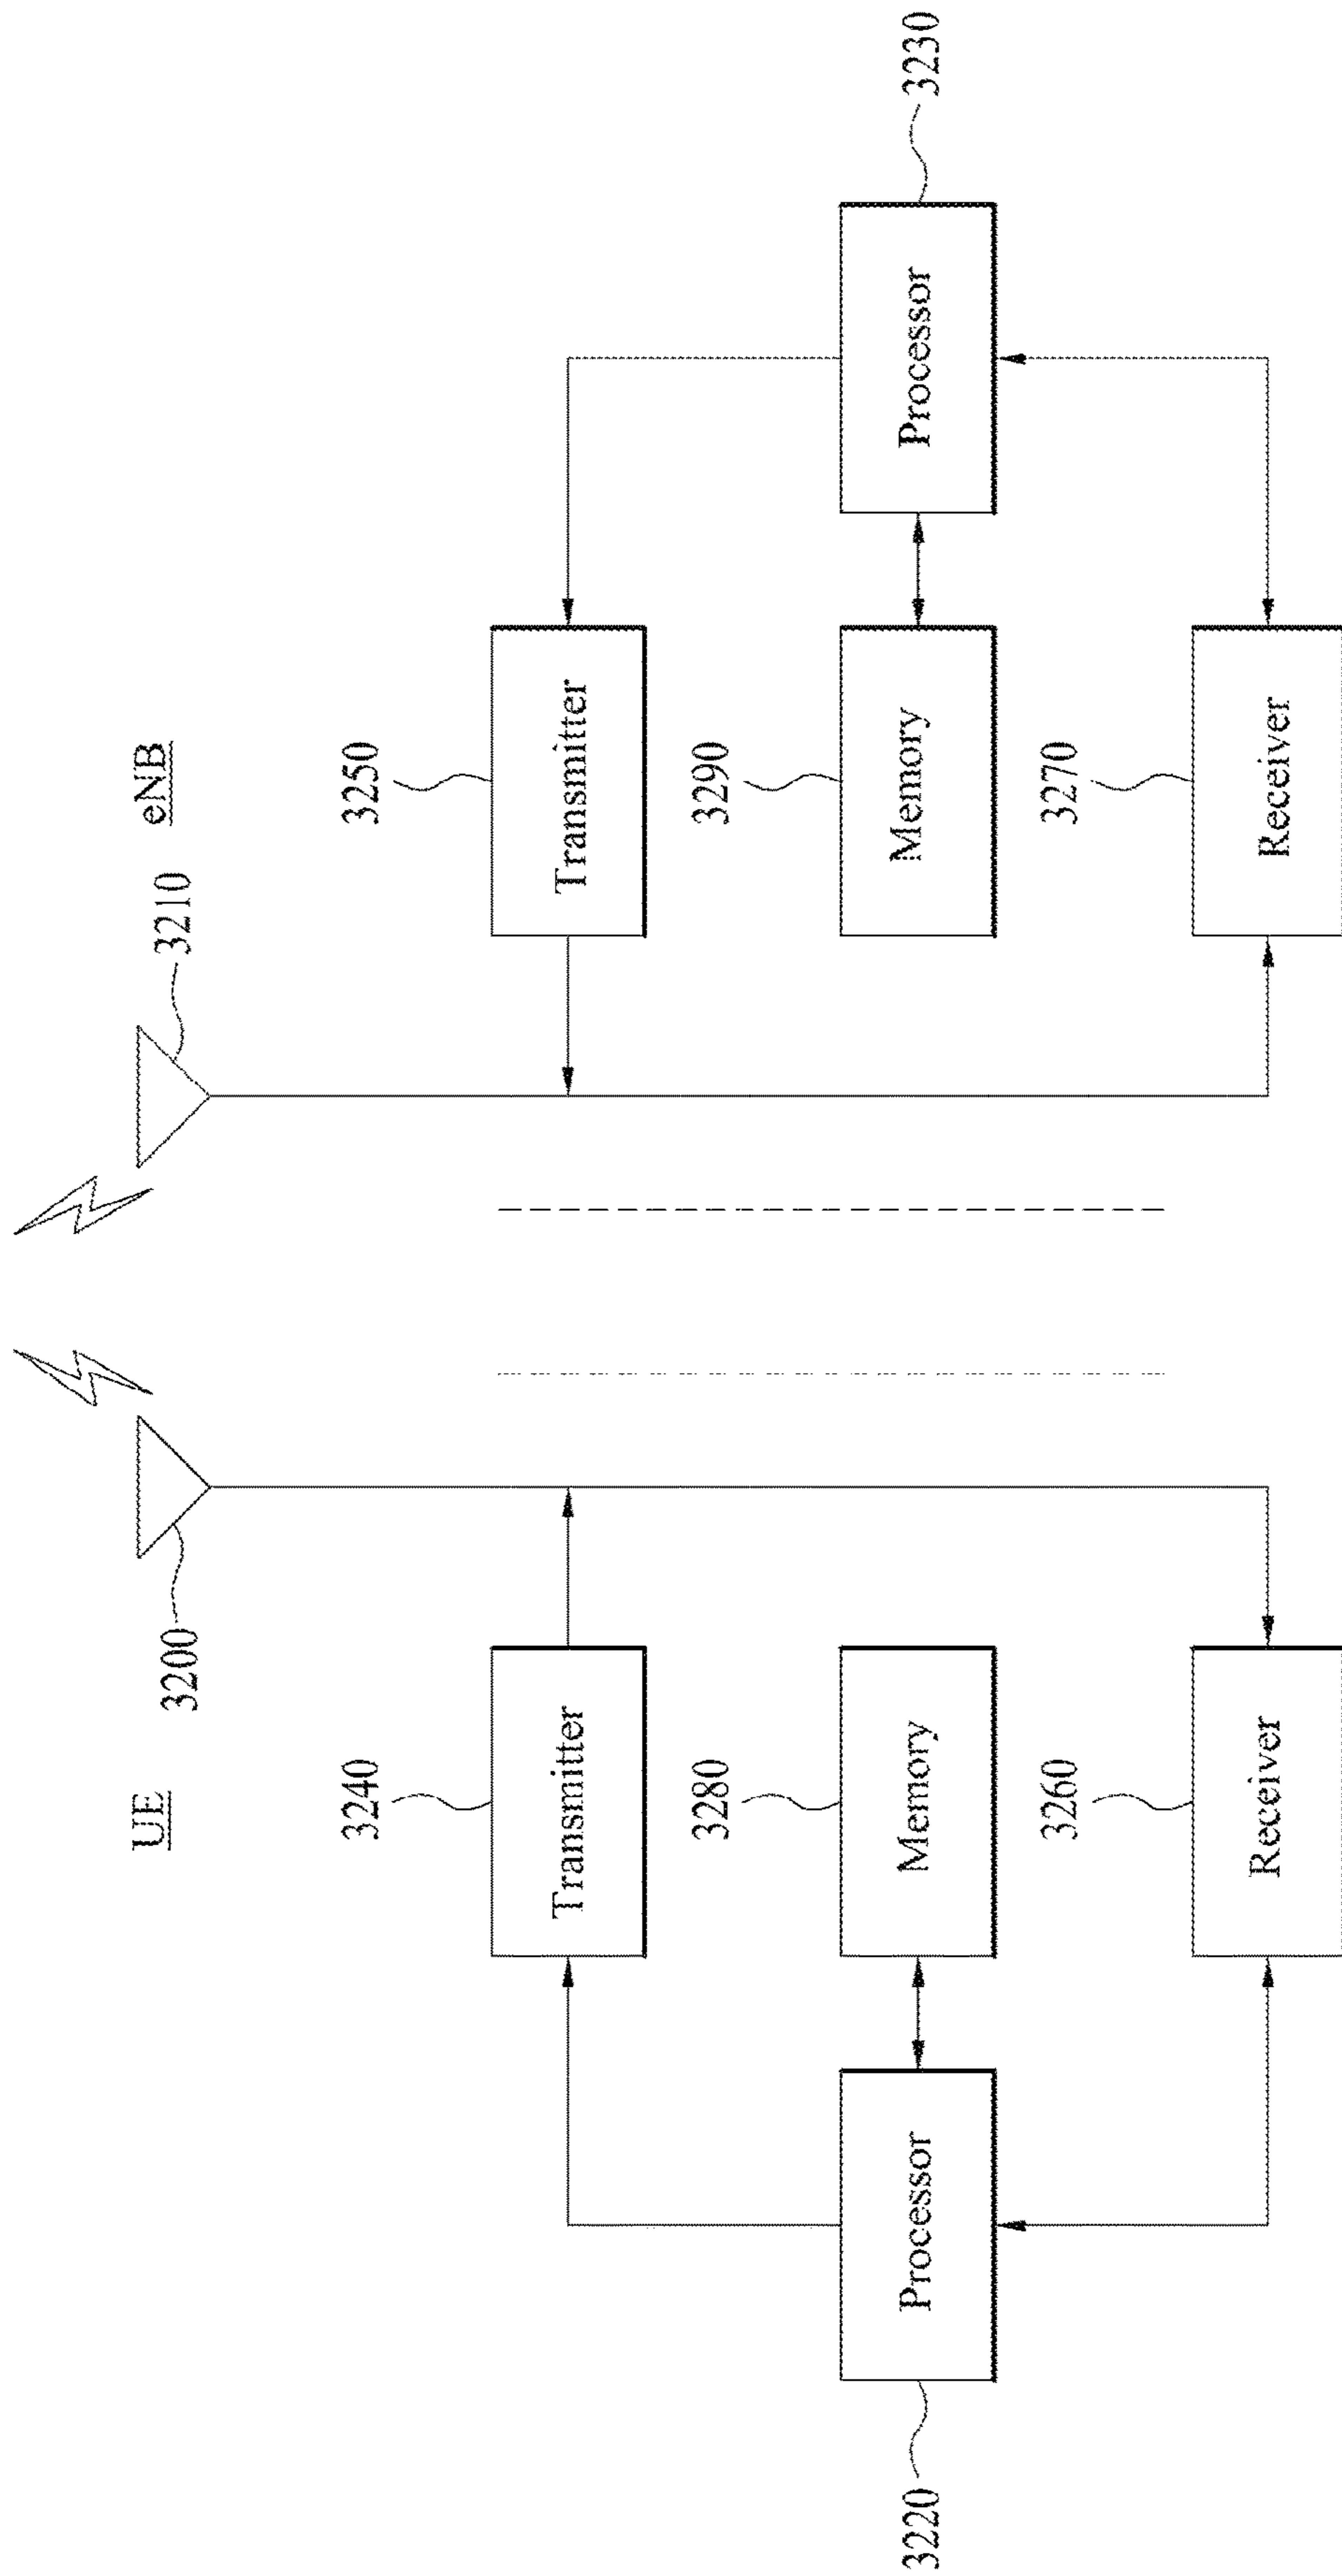 UE
eNB
3200
3210
3240
3250
Transmitter
Transmitter
3280
3290
Processor
Memory
Memory
Processor
3220
3230
3260
3270
Receiver
Receiver